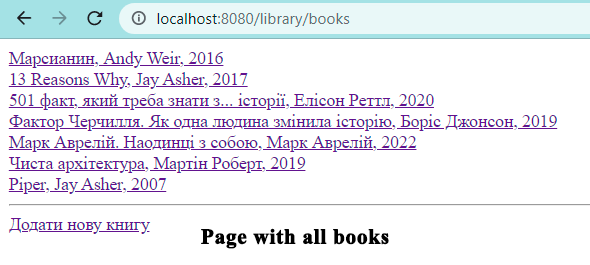 localhost:8080/library/books
Марсианин, Andy Weir, 2016
13 Reasons Why, Jay Asher, 2017
501 факт, який треба знати з... історії, Елісон Реттл, 2020
Фактор Черчилля. Як одна людина змінила історію, Боріс Джонсон, 2019
Марк Аврелій. Наодинці з собою, Марк Аврелій, 2022
Чиста архітектура, Мартін Роберт, 2019
Piper, Jay Asher, 2007
Додати нову книгу
Page with all books